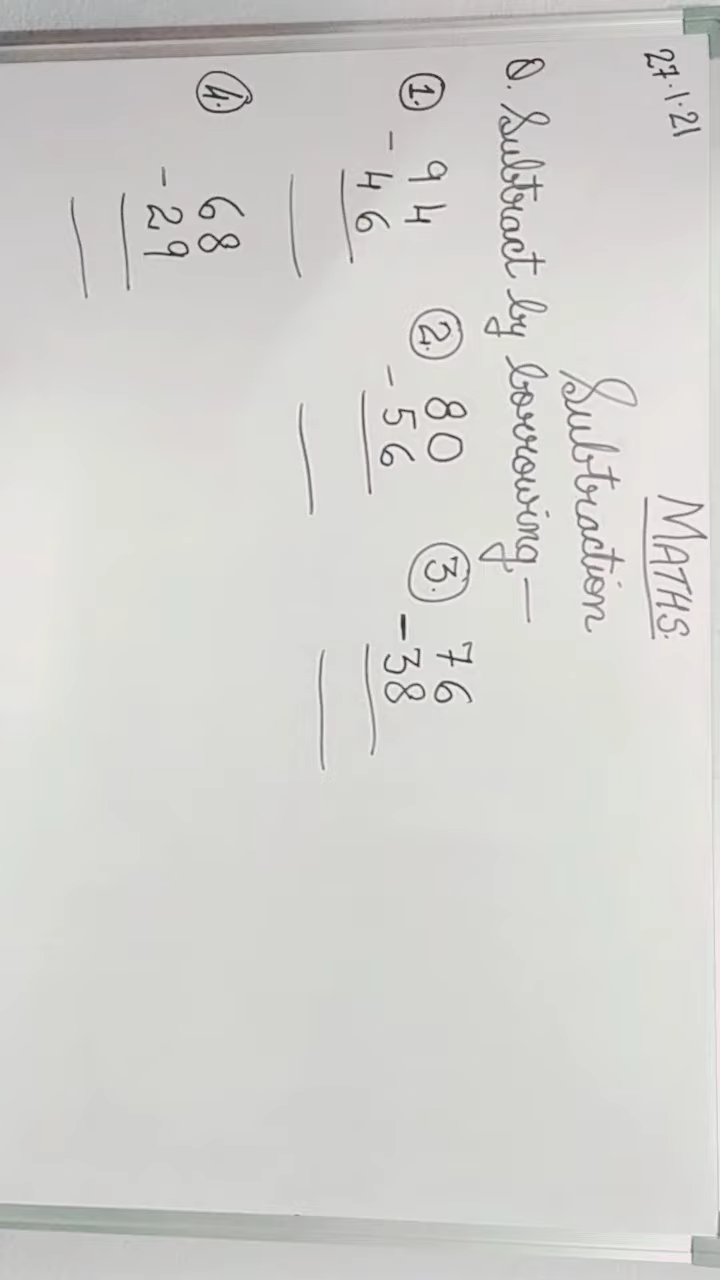 27.1.21
MATHS.
Subtraction
Q. Subtract by borrowing —
1. 94 2. 80 3. 76
- 46 - 56 - 38
4. 68
- 29